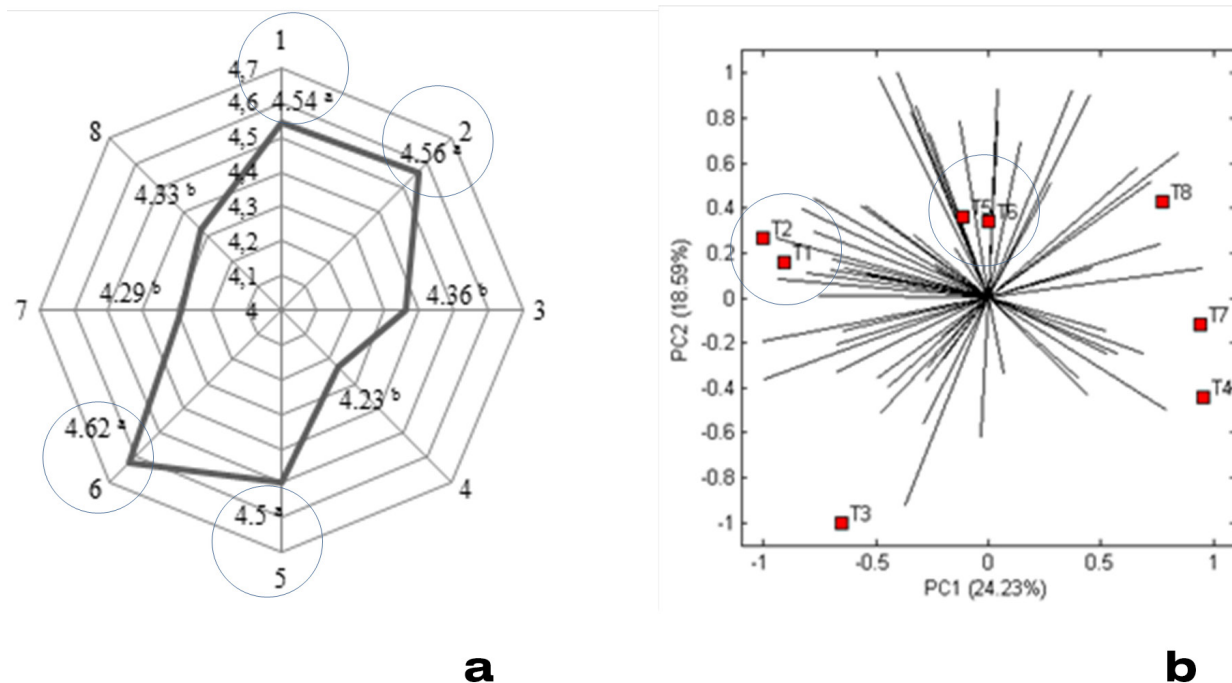 1
4,7
4,6
4.54 a
4,5
2
4.56 a
8
4,4
4.33 b
4,3
4,2
4,1
4
7
4.29 b
4.36 b
3
4.23 b
4.62 a
6
4.5 a
4
5
a
1
0.8
0.6
0.4
0.2
0
-0.2
-0.4
-0.6
-0.8
-1
PC2 (18.59%)
T8
T5
T6
T2
T1
T7
T4
T3
-1
-0.5
0
0.5
1
PC1 (24.23%)
b